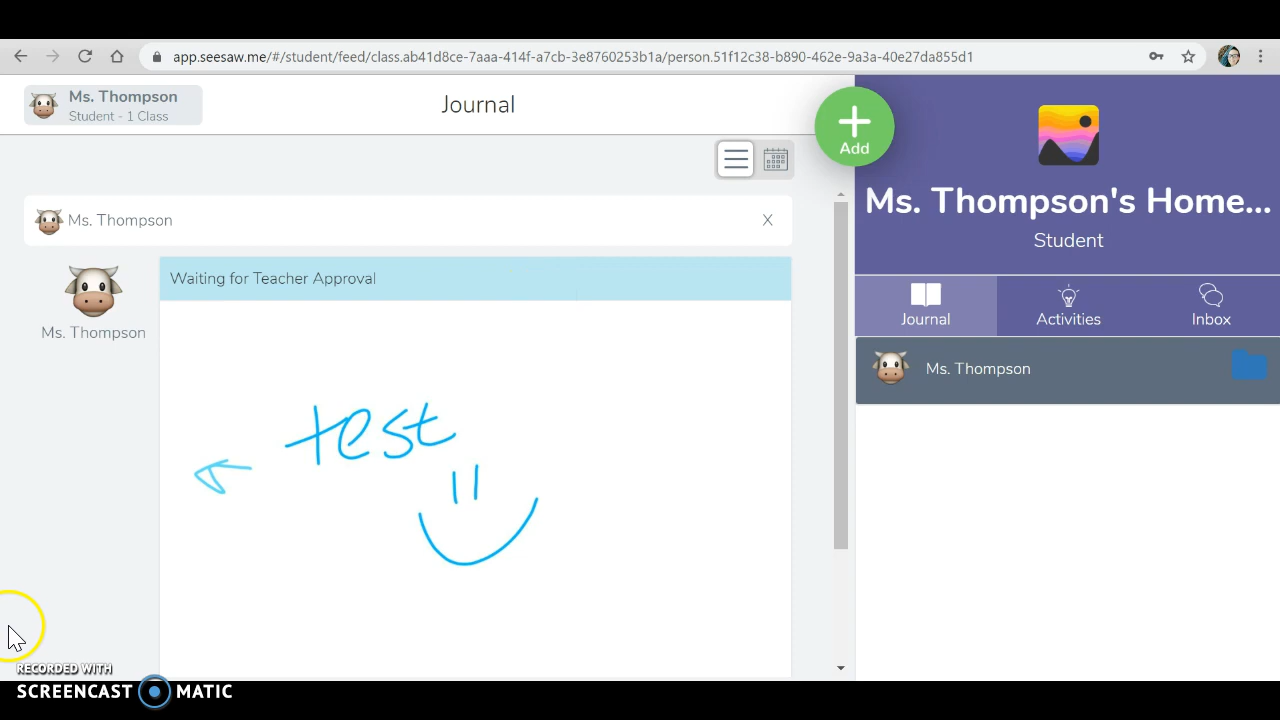 app.seesaw.me/#/student/feed/class.ab41d8ce-7aaa-414f-a7cb-3e8760253b1a/person.51f12c38-b890-462e-9a3a-40e27da855d1
Ms. Thompson
Student - 1 Class
Journal
Add
Ms. Thompson X
Waiting for Teacher Approval
Ms. Thompson
test
Ms. Thompson's Home...
Student
Journal Activities Inbox
Ms. Thompson
RECORDED WITH
SCREENCAST MATIC